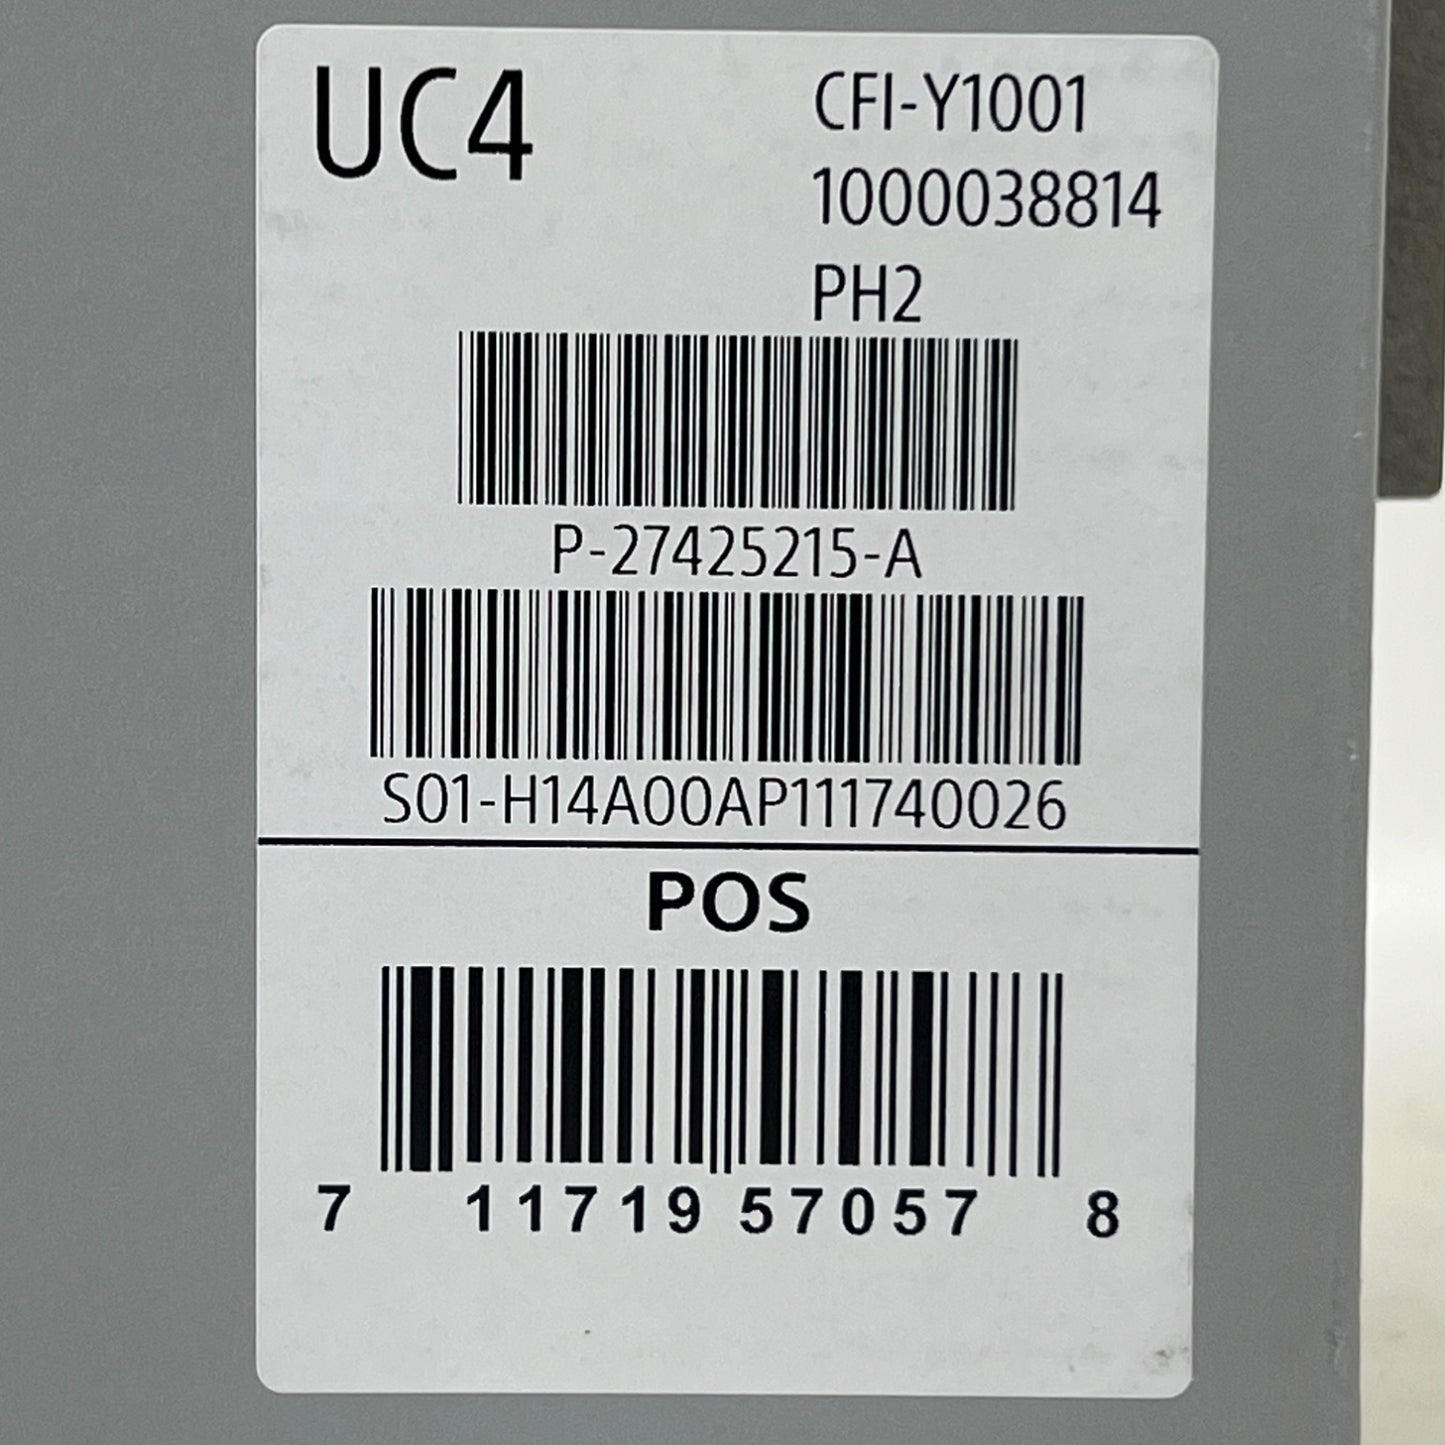 UC4
CFI-Y1001
1000038814
PH2
P-27425215-A
S01-H14A00AP111740026
POS
7 11719 57057 8